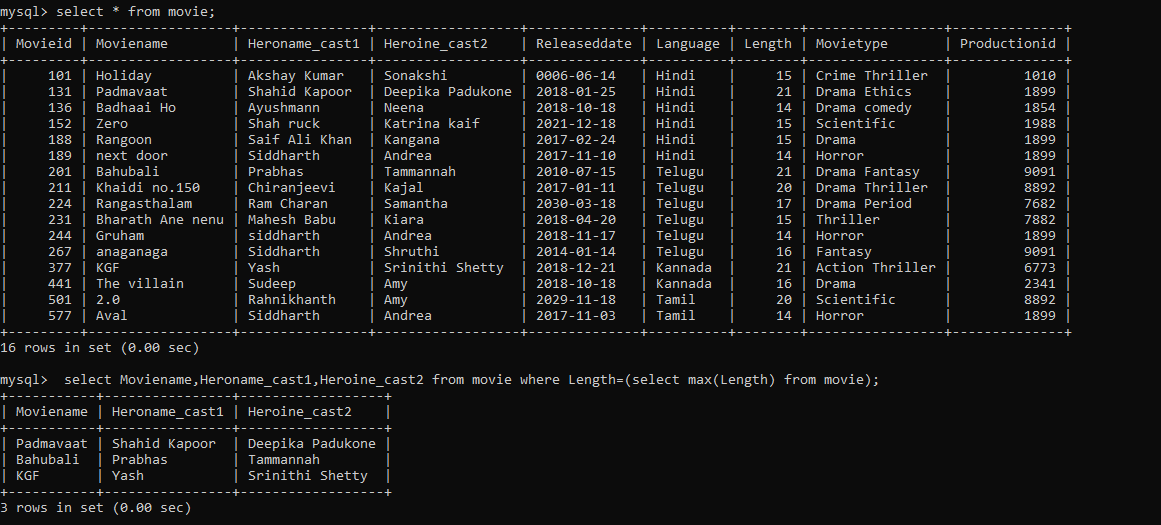 mysql> select * from movie;
+---------+------------------+----------------+------------------+--------------+----------+--------+-----------------+--------------+
| Movieid | Moviename        | Heroname_cast1 | Heroine_cast2    | Releaseddate | Language | Length | Movietype       | Productionid |
+---------+------------------+----------------+------------------+--------------+----------+--------+-----------------+--------------+
|     101 | Holiday          | Akshay Kumar   | Sonakshi         | 0006-06-14   | Hindi    |     15 | Crime Thriller  |         1010 |
|     131 | Padmavaat        | Shahid Kapoor  | Deepika Padukone | 2018-01-25   | Hindi    |     21 | Drama Ethics    |         1899 |
|     136 | Badhaai Ho       | Ayushmann      | Neena            | 2018-10-18   | Hindi    |     14 | Drama comedy    |         1854 |
|     152 | Zero             | Shah ruck      | Katrina kaif     | 2021-12-18   | Hindi    |     15 | Scientific      |         1988 |
|     188 | Rangoon          | Saif Ali Khan  | Kangana          | 2017-02-24   | Hindi    |     15 | Drama           |         1899 |
|     189 | next door        | Siddharth      | Andrea           | 2017-11-10   | Hindi    |     14 | Horror          |         1899 |
|     201 | Bahubali         | Prabhas        | Tammannah        | 2010-07-15   | Telugu   |     21 | Drama Fantasy   |         9091 |
|     211 | Khaidi no.150    | Chiranjeevi    | Kajal            | 2017-01-11   | Telugu   |     20 | Drama Thriller  |         8892 |
|     224 | Rangasthalam     | Ram Charan     | Samantha         | 2030-03-18   | Telugu   |     17 | Drama Period    |         7682 |
|     231 | Bharath Ane nenu | Mahesh Babu    | Kiara            | 2018-04-20   | Telugu   |     15 | Thriller        |         7882 |
|     244 | Gruham           | siddharth      | Andrea           | 2018-11-17   | Telugu   |     14 | Horror          |         1899 |
|     267 | anaganaga        | Siddharth      | Shruthi          | 2014-01-14   | Telugu   |     16 | Fantasy         |         9091 |
|     377 | KGF              | Yash           | Srinithi Shetty  | 2018-12-21   | Kannada  |     21 | Action Thriller |         6773 |
|     441 | The villain      | Sudeep         | Amy              | 2018-10-18   | Kannada  |     16 | Drama           |         2341 |
|     501 | 2.0              | Rahnikhanth    | Amy              | 2029-11-18   | Tamil    |     20 | Scientific      |         8892 |
|     577 | Aval             | Siddharth      | Andrea           | 2017-11-03   | Tamil    |     14 | Horror          |         1899 |
+---------+------------------+----------------+------------------+--------------+----------+--------+-----------------+--------------+
16 rows in set (0.00 sec)
mysql>  select Moviename,Heroname_cast1,Heroine_cast2 from movie where Length=(select max(Length) from movie);
+-----------+----------------+------------------+
| Moviename | Heroname_cast1 | Heroine_cast2    |
+-----------+----------------+------------------+
| Padmavaat | Shahid Kapoor  | Deepika Padukone |
| Bahubali  | Prabhas        | Tammannah        |
| KGF       | Yash           | Srinithi Shetty  |
+-----------+----------------+------------------+
3 rows in set (0.00 sec)